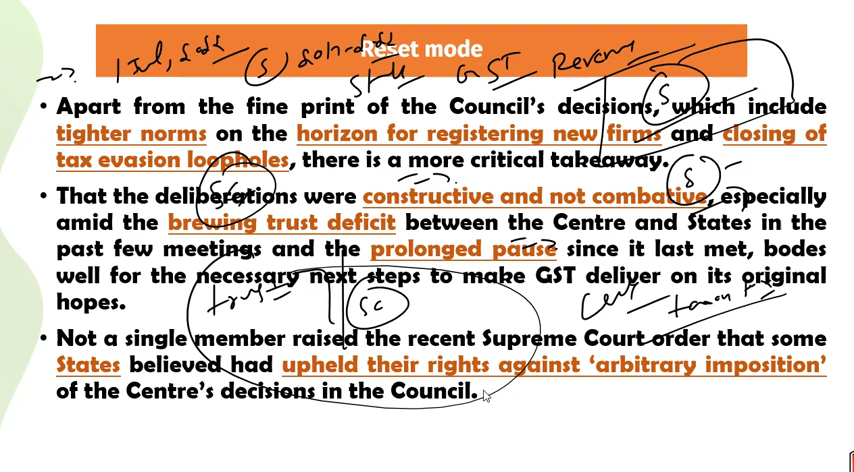 Reset mode
GST Revenue
• Apart from the fine print of the Council's decisions, which include
tighter norms on the horizon for registering new firms and closing of
tax evasion loopholes, there is a more critical takeaway.
• That the deliberations were constructive and not combative, especially
amid the brewing trust deficit between the Centre and States in the
past few meetings and the prolonged pause since it last met, bodes
well for the necessary next steps to make GST deliver on its original
hopes.
trust
SC
• Not a single member raised the recent Supreme Court order that some
States believed had upheld their rights against 'arbitrary imposition'
of the Centre's decisions in the Council.